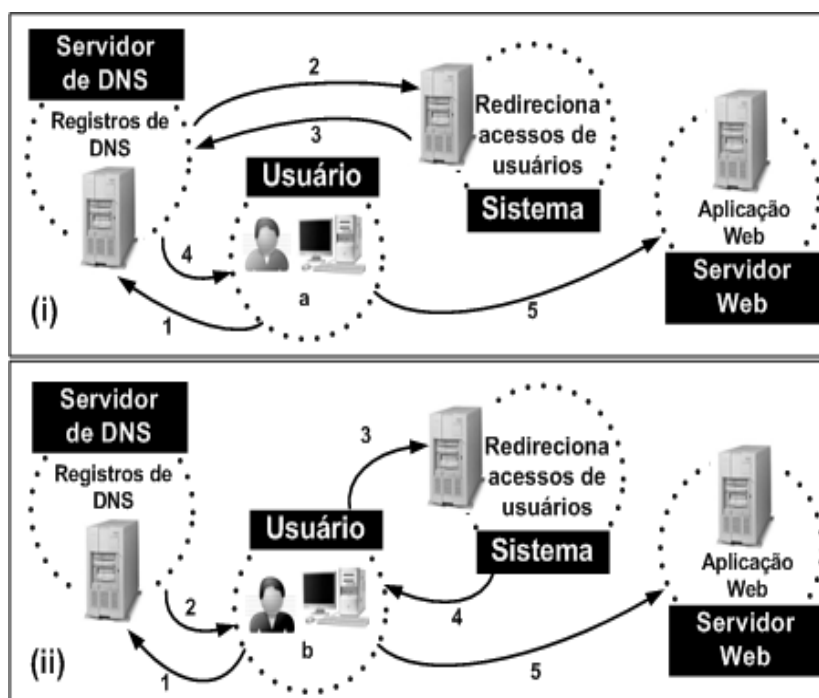 Servidor
de DNS
Registros de
DNS
2
3
Redireciona
acessos de
usuários
Sistema
Usuário
a
4
1
5
Aplicação
Web
Servidor
Web
(i)
Servidor
de DNS
Registros de
DNS
3
Redireciona
acessos de
usuários
Sistema
Usuário
b
2
1
4
5
Aplicação
Web
Servidor
Web
(ii)